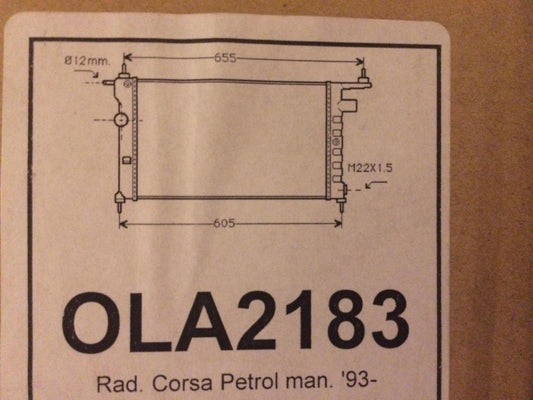 655
Ø12mm.
M22X1.5
605
OLA2183
Rad. Corsa Petrol man. '93-